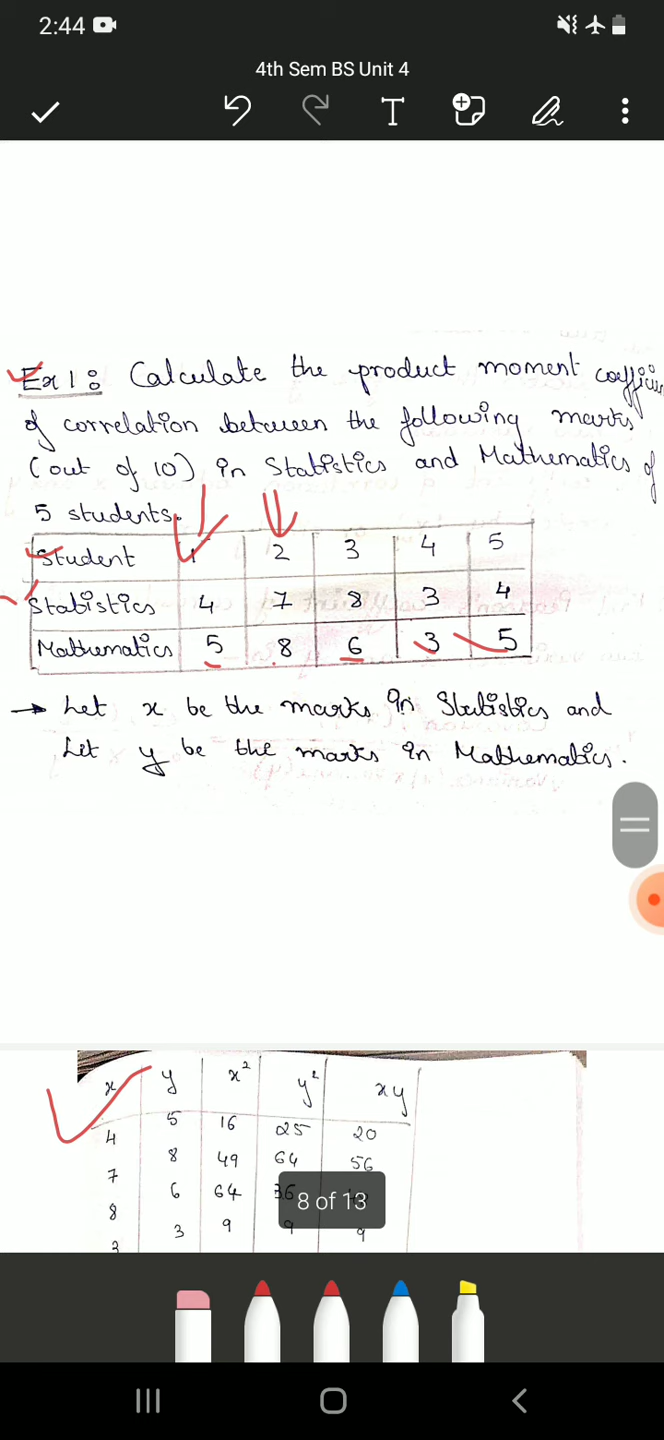 2:44
4th Sem BS Unit 4
T
Ex 1: Calculate the product moment
of correlation between the following marks
(out of 10) in Statistics and Mathematics of
5 students.
Student 1 2 3 4 5
Statistics 4 7 8 3 4
Mathematics 5 8 6 3 5
→ Let x be the marks in Statistics and
Let y be the marks in Mathematics.
x y x² y² xy
4 5 16 25 20
7 8 49 64 56
8 6 64 36
3 3 9 9 9
8 of 13